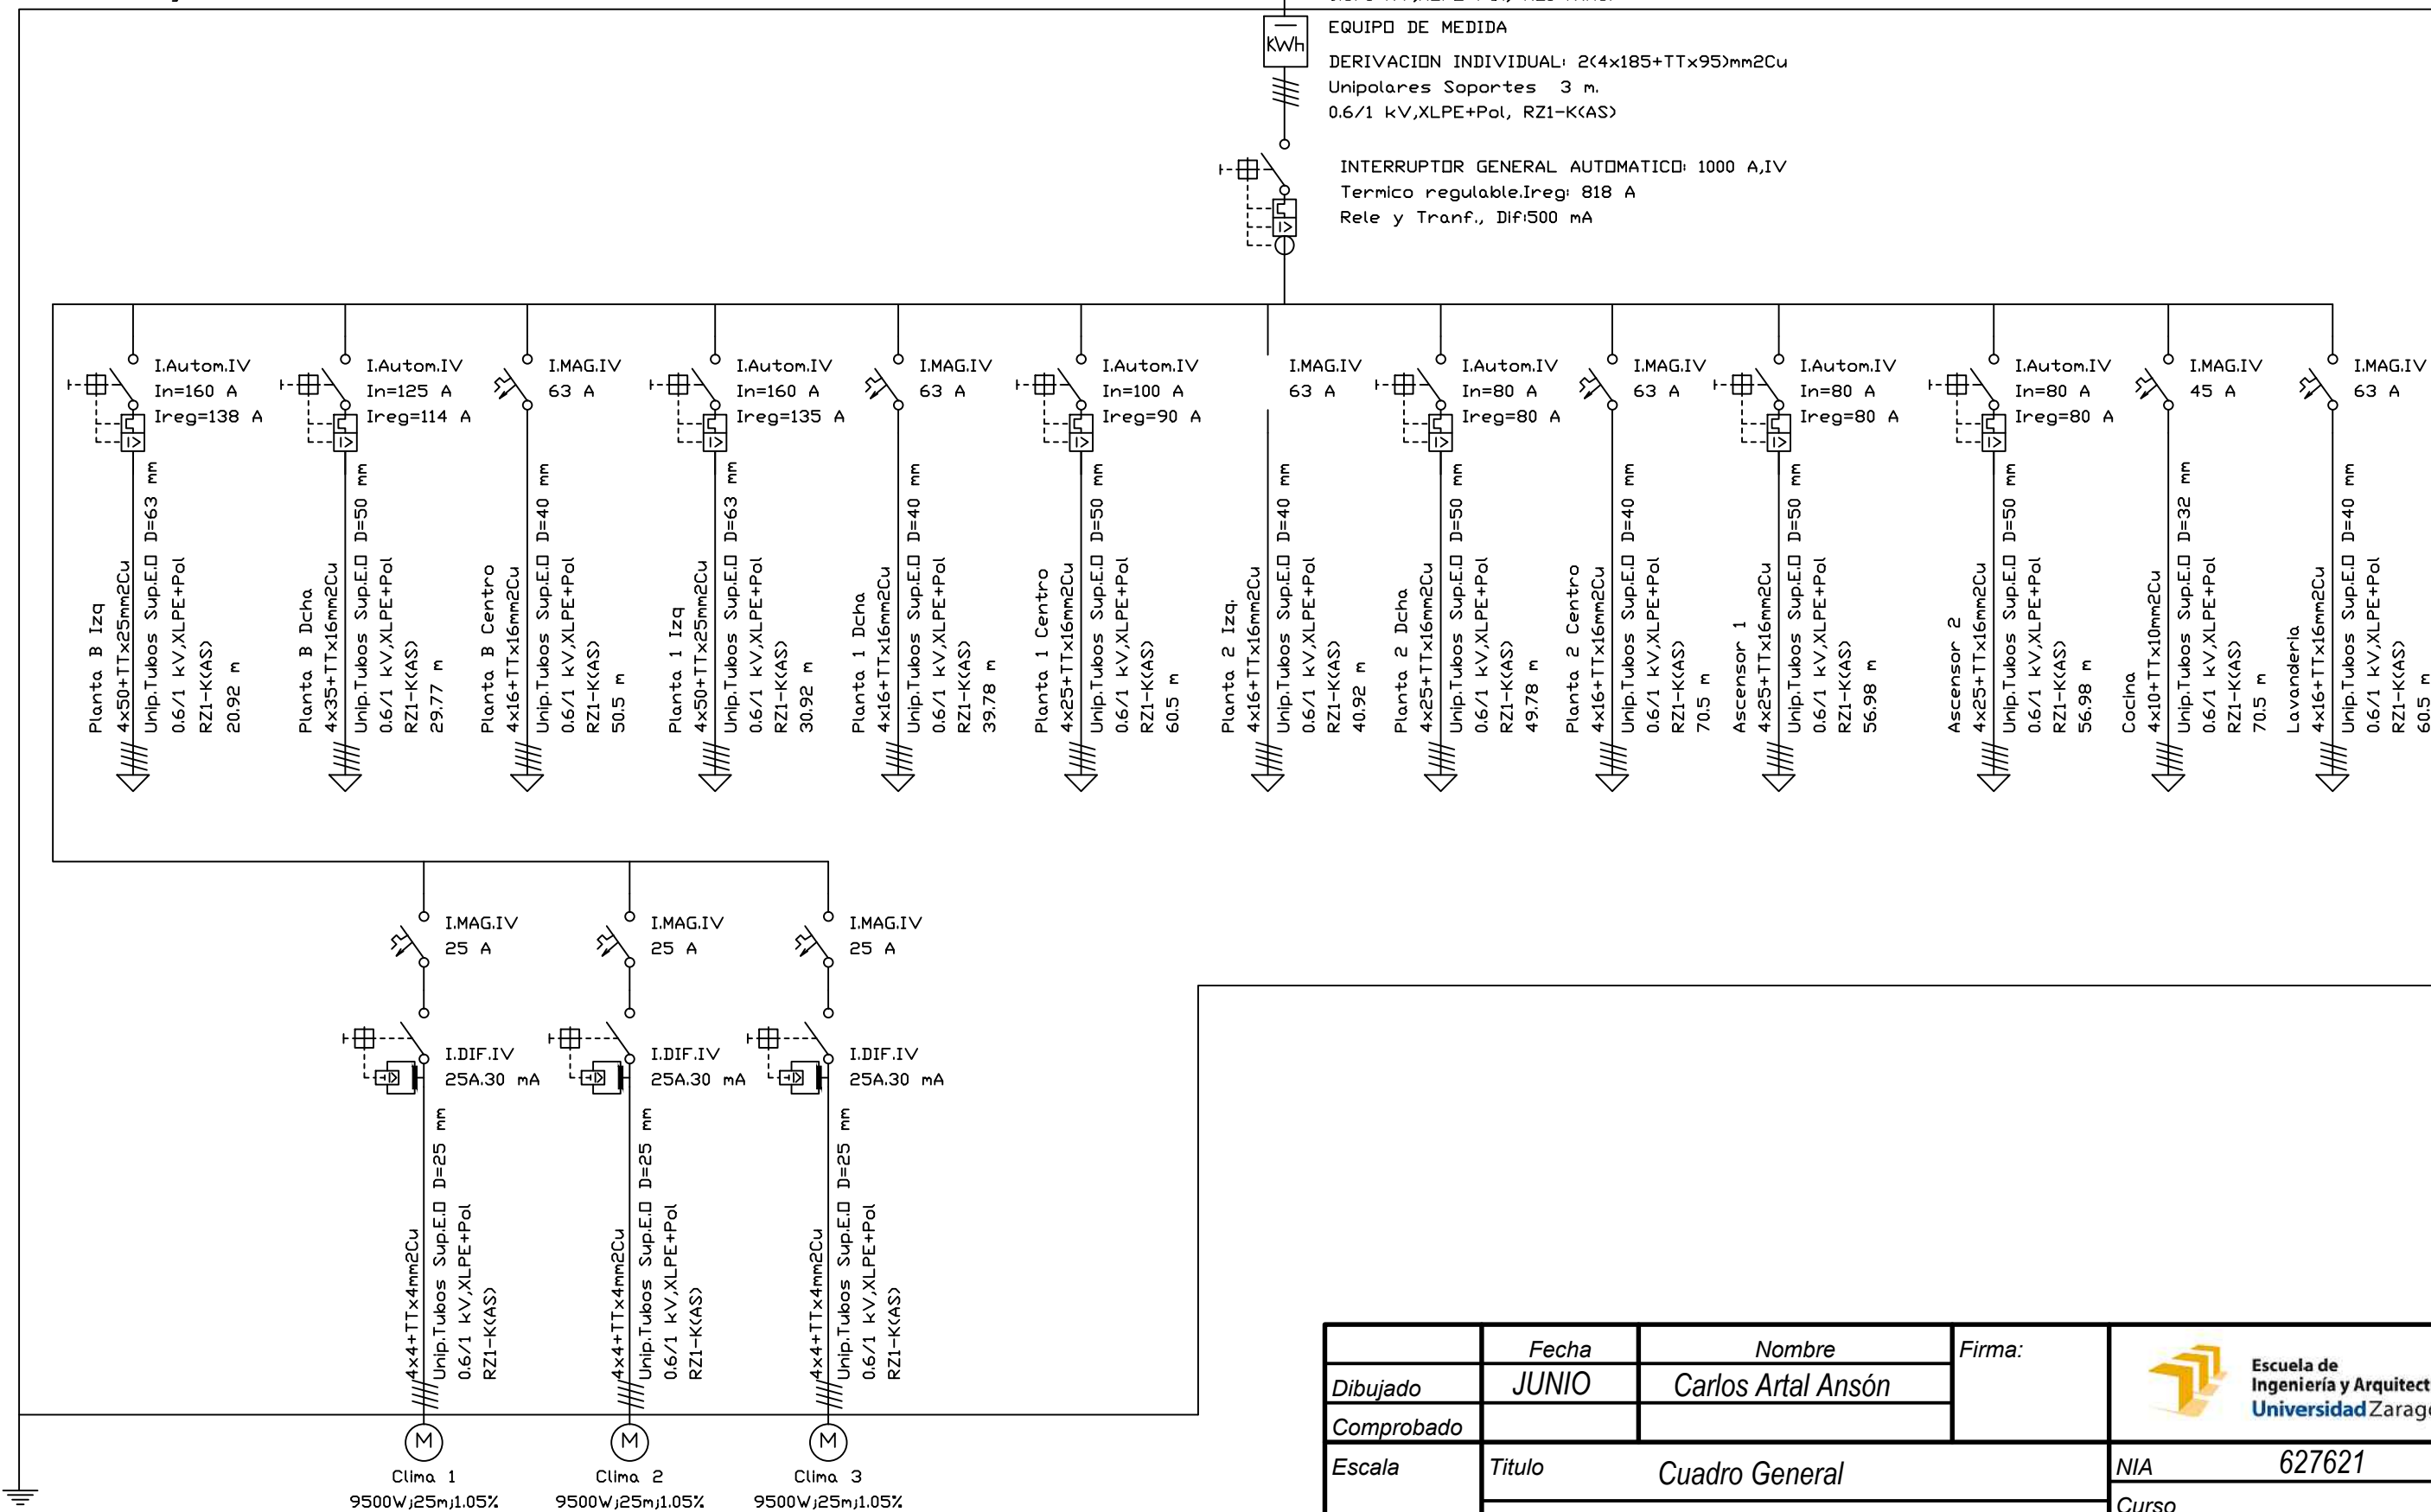 EQUIPO DE MEDIDA
kWh
DERIVACION INDIVIDUAL: 2(4x185+TTx95)mm2Cu
Unipolares Soportes 3 m.
0.6/1 kV,XLPE+Pol, RZ1-K(AS)
INTERRUPTOR GENERAL AUTOMATICO: 1000 A,IV
Termico regulable.Ireg: 818 A
Rele y Tranf., Dif:500 mA
I.Autom.IV
In=160 A
Ireg=138 A
Planta B Izq
4x50+TTx25mm2Cu
Unip.Tubos Sup.E.O D=63 mm
0.6/1 kV,XLPE+Pol
RZ1-K(AS)
20.92 m
I.Autom.IV
In=125 A
Ireg=114 A
Planta B Dcha
4x35+TTx16mm2Cu
Unip.Tubos Sup.E.O D=50 mm
0.6/1 kV,XLPE+Pol
RZ1-K(AS)
29.77 m
I.MAG.IV
63 A
Planta B Centro
4x16+TTx16mm2Cu
Unip.Tubos Sup.E.O D=40 mm
0.6/1 kV,XLPE+Pol
RZ1-K(AS)
50.5 m
I.Autom.IV
In=160 A
Ireg=135 A
Planta 1 Izq
4x50+TTx25mm2Cu
Unip.Tubos Sup.E.O D=63 mm
0.6/1 kV,XLPE+Pol
RZ1-K(AS)
30.92 m
I.MAG.IV
63 A
Planta 1 Dcha
4x16+TTx16mm2Cu
Unip.Tubos Sup.E.O D=40 mm
0.6/1 kV,XLPE+Pol
RZ1-K(AS)
39.78 m
I.Autom.IV
In=100 A
Ireg=90 A
Planta 1 Centro
4x25+TTx16mm2Cu
Unip.Tubos Sup.E.O D=50 mm
0.6/1 kV,XLPE+Pol
RZ1-K(AS)
60.5 m
I.MAG.IV
63 A
Planta 2 Izq.
4x16+TTx16mm2Cu
Unip.Tubos Sup.E.O D=40 mm
0.6/1 kV,XLPE+Pol
RZ1-K(AS)
40.92 m
I.Autom.IV
In=80 A
Ireg=80 A
Planta 2 Dcha
4x25+TTx16mm2Cu
Unip.Tubos Sup.E.O D=50 mm
0.6/1 kV,XLPE+Pol
RZ1-K(AS)
49.78 m
I.MAG.IV
63 A
Planta 2 Centro
4x16+TTx16mm2Cu
Unip.Tubos Sup.E.O D=40 mm
0.6/1 kV,XLPE+Pol
RZ1-K(AS)
70.5 m
I.Autom.IV
In=80 A
Ireg=80 A
Ascensor 1
4x25+TTx16mm2Cu
Unip.Tubos Sup.E.O D=50 mm
0.6/1 kV,XLPE+Pol
RZ1-K(AS)
56.98 m
I.Autom.IV
In=80 A
Ireg=80 A
Ascensor 2
4x25+TTx16mm2Cu
Unip.Tubos Sup.E.O D=50 mm
0.6/1 kV,XLPE+Pol
RZ1-K(AS)
56.98 m
I.MAG.IV
45 A
Cocina
4x10+TTx10mm2Cu
Unip.Tubos Sup.E.O D=32 mm
0.6/1 kV,XLPE+Pol
RZ1-K(AS)
70.5 m
I.MAG.IV
63 A
Lavanderia
4x16+TTx16mm2Cu
Unip.Tubos Sup.E.O D=40 mm
0.6/1 kV,XLPE+Pol
RZ1-K(AS)
60.5 m
I.MAG.IV
25 A
I.DIF.IV
25A.30 mA
4x4+TTx4mm2Cu
Unip.Tubos Sup.E.O D=25 mm
0.6/1 kV,XLPE+Pol
RZ1-K(AS)
M
Clima 1
9500W;25m;1.05%
I.MAG.IV
25 A
I.DIF.IV
25A.30 mA
4x4+TTx4mm2Cu
Unip.Tubos Sup.E.O D=25 mm
0.6/1 kV,XLPE+Pol
RZ1-K(AS)
M
Clima 2
9500W;25m;1.05%
I.MAG.IV
25 A
I.DIF.IV
25A.30 mA
4x4+TTx4mm2Cu
Unip.Tubos Sup.E.O D=25 mm
0.6/1 kV,XLPE+Pol
RZ1-K(AS)
M
Clima 3
9500W;25m;1.05%
Fecha Nombre Firma:
Dibujado JUNIO Carlos Artal Ansón
Comprobado
Escuela de
Ingeniería y Arquitect
Universidad Zarag
Escala Titulo Cuadro General
NIA 627621
Curso